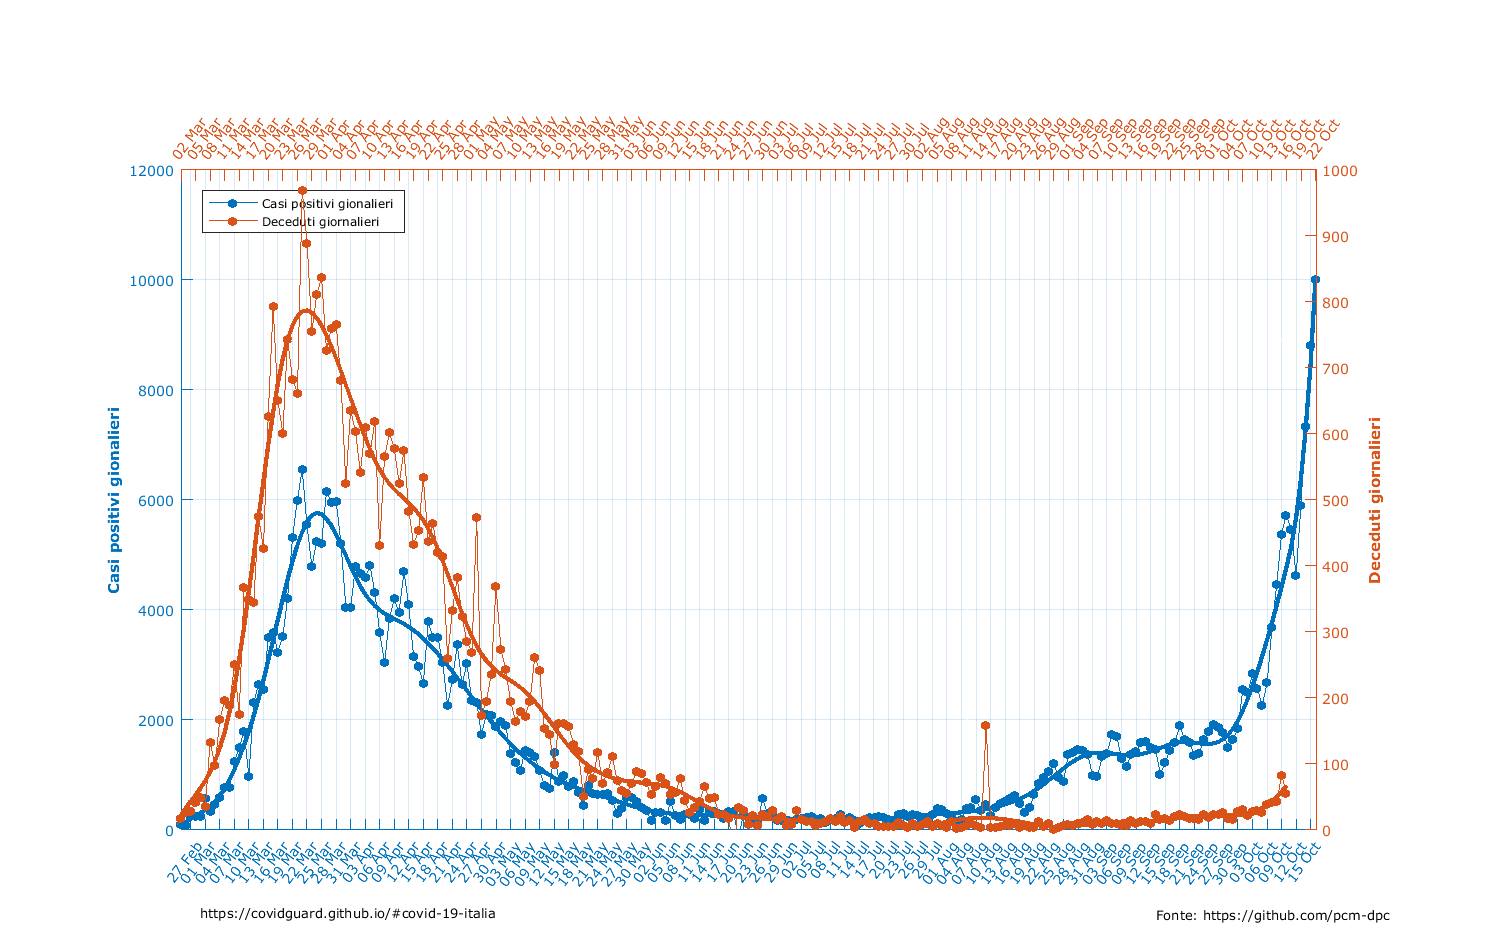 02 Mar
05 Mar
08 Mar
11 Mar
14 Mar
17 Mar
20 Mar
23 Mar
26 Mar
29 Mar
01 Apr
04 Apr
07 Apr
10 Apr
13 Apr
16 Apr
19 Apr
22 Apr
25 Apr
28 Apr
01 May
04 May
07 May
10 May
13 May
16 May
19 May
22 May
25 May
28 May
31 May
03 Jun
06 Jun
09 Jun
12 Jun
15 Jun
18 Jun
21 Jun
24 Jun
27 Jun
30 Jun
03 Jul
06 Jul
09 Jul
12 Jul
15 Jul
18 Jul
21 Jul
24 Jul
27 Jul
30 Jul
02 Aug
05 Aug
08 Aug
11 Aug
14 Aug
17 Aug
20 Aug
23 Aug
26 Aug
29 Aug
01 Sep
04 Sep
07 Sep
10 Sep
13 Sep
16 Sep
19 Sep
22 Sep
25 Sep
28 Sep
01 Oct
04 Oct
07 Oct
10 Oct
13 Oct
16 Oct
19 Oct
22 Oct
12000
10000
8000
6000
4000
2000
0
Casi positivi gionalieri
Casi positivi gionalieri
Deceduti giornalieri
1000
900
800
700
600
500
400
300
200
100
0
Deceduti giornalieri
27 Feb
01 Mar
04 Mar
07 Mar
10 Mar
13 Mar
16 Mar
19 Mar
22 Mar
25 Mar
28 Mar
31 Mar
03 Apr
06 Apr
09 Apr
12 Apr
15 Apr
18 Apr
21 Apr
24 Apr
27 Apr
30 Apr
03 May
06 May
09 May
12 May
15 May
18 May
21 May
24 May
27 May
30 May
02 Jun
05 Jun
08 Jun
11 Jun
14 Jun
17 Jun
20 Jun
23 Jun
26 Jun
29 Jun
02 Jul
05 Jul
08 Jul
11 Jul
14 Jul
17 Jul
20 Jul
23 Jul
26 Jul
29 Jul
01 Aug
04 Aug
07 Aug
10 Aug
13 Aug
16 Aug
19 Aug
22 Aug
25 Aug
28 Aug
31 Aug
03 Sep
06 Sep
09 Sep
12 Sep
15 Sep
18 Sep
21 Sep
24 Sep
27 Sep
30 Sep
03 Oct
06 Oct
09 Oct
12 Oct
15 Oct
https://covidguard.github.io/#covid-19-italia
Fonte: https://github.com/pcm-dpc